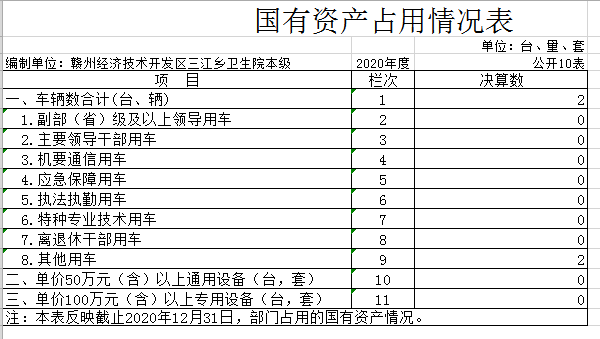 国有资产占用情况表
单位：台、量、套
编制单位：赣州经济技术开发区三江乡卫生院本级 2020年度 公开10表
项 目 栏次 决算数
一、车辆数合计(台、辆) 1 2
1.副部（省）级及以上领导用车 2 0
2.主要领导干部用车 3 0
3.机要通信用车 4 0
4.应急保障用车 5 0
5.执法执勤用车 6 0
6.特种专业技术用车 7 0
7.离退休干部用车 8 0
8.其他用车 9 2
二、单价50万元（含）以上通用设备（台，套） 10 0
三、单价100万元（含）以上专用设备（台，套） 11 0
注：本表反映截止2020年12月31日，部门占用的国有资产情况。